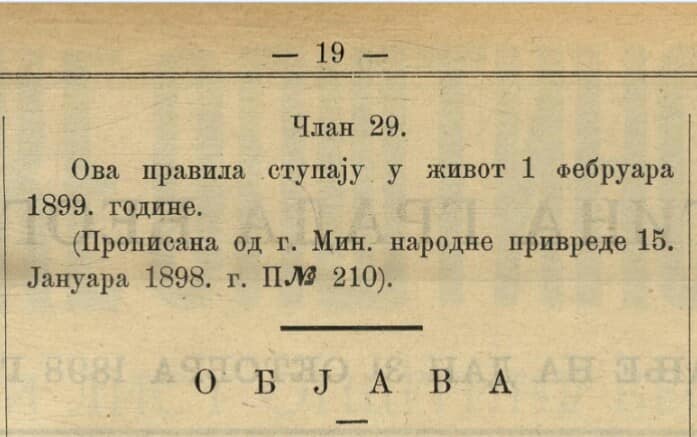 — 19 —
Члан 29.
Ова правила ступају у живот 1 фебруара
1899. године.
(Прописана од г. Мин. народне привреде 15.
Јануара 1898. г. П№ 210).
О Б Ј А В А